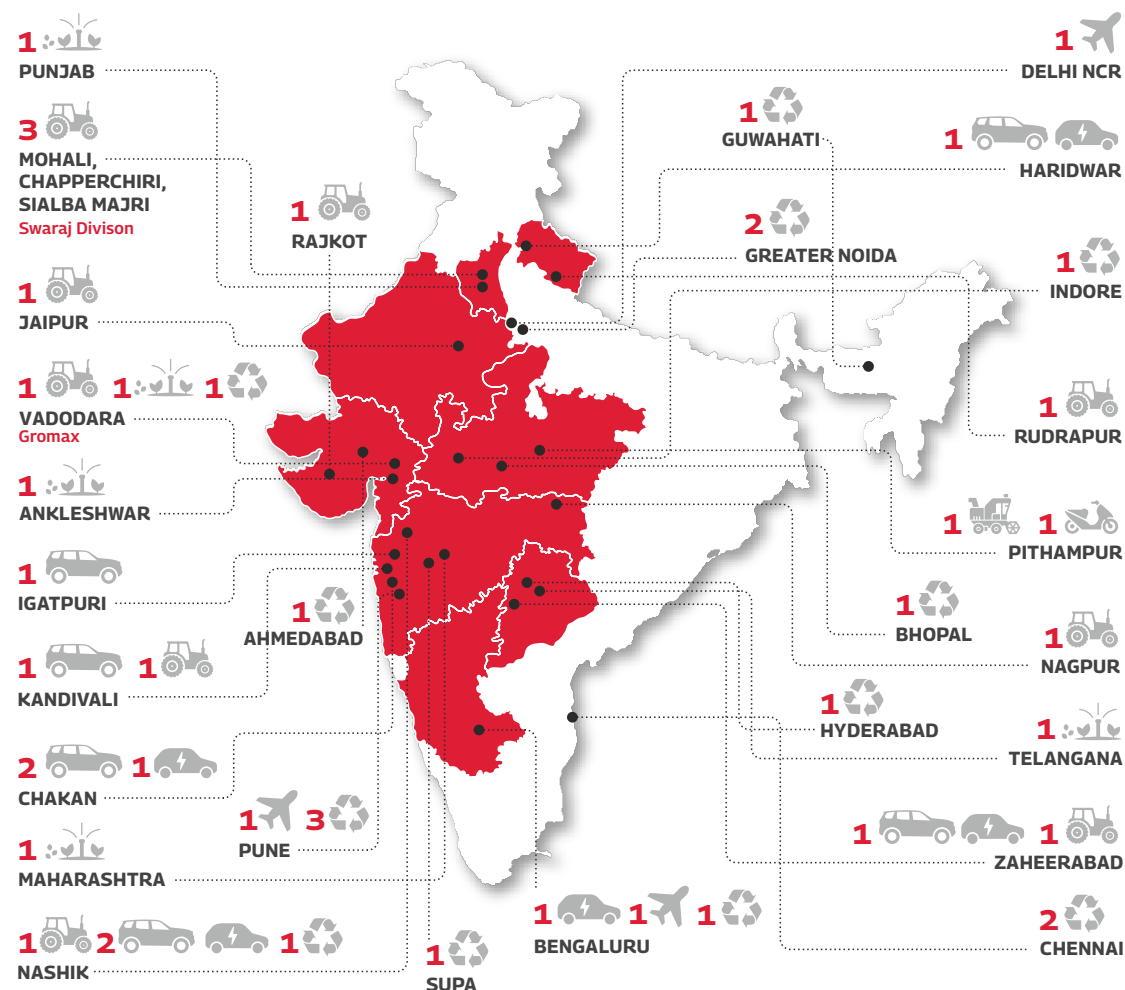 1
PUNJAB
3
MOHALI,
CHAPPERCHIRI,
SIALBA MAJRI
Swaraj Divison
1
RAJKOT
1
JAIPUR
1 1 1
VADODARA
Gromax
1
ANKLESHWAR
1
IGATPURI
1
AHMEDABAD
1 1
KANDIVALI
2 1
CHAKAN
1 3
PUNE
1
MAHARASHTRA
1 2 1
NASHIK
1
SUPA
1 1 1
BENGALURU
1
DELHI NCR
1
GUWAHATI
1
HARIDWAR
2
GREATER NOIDA
1
INDORE
1
RUDRAPUR
1 1
PITHAMPUR
1
BHOPAL
1
NAGPUR
1
HYDERABAD
1
TELANGANA
1 1
ZAHEERABAD
2
CHENNAI